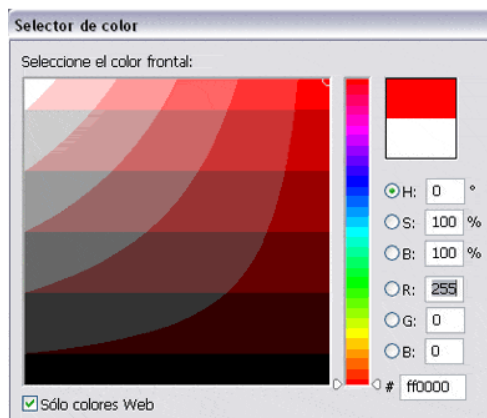 Selector de color
Seleccione el color frontal:
H: 0 °
S: 100 %
B: 100 %
R: 255
G: 0
B: 0
# ff0000
Sólo colores Web